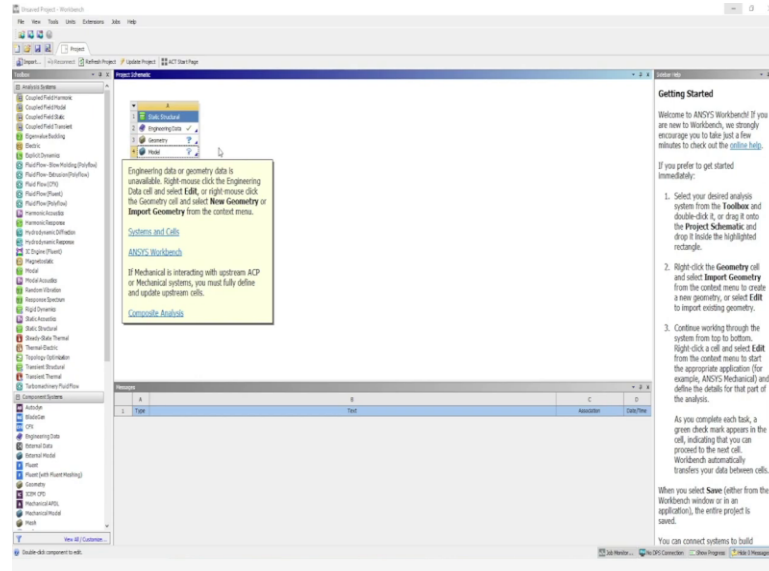 Unsaved Project - Workbench
File View Tools Units Extensions Jobs Help
Project
Import... Reconnect Refresh Project Update Project ACT Start Page
Toolbox
Analysis Systems
Coupled Field Harmonic
Coupled Field Modal
Coupled Field Static
Coupled Field Transient
Eigenvalue Buckling
Electric
Explicit Dynamics
Fluid Flow - Blow Molding (Polyflow)
Fluid Flow - Extrusion (Polyflow)
Fluid Flow (CFX)
Fluid Flow (Fluent)
Fluid Flow (Polyflow)
Harmonic Acoustics
Harmonic Response
Hydrodynamic Diffraction
Hydrodynamic Response
IC Engine (Fluent)
Magnetostatic
Modal
Modal Acoustics
Random Vibration
Response Spectrum
Rigid Dynamics
Static Acoustics
Static Structural
Steady-State Thermal
Thermal-Electric
Topology Optimization
Transient Structural
Transient Thermal
Turbomachinery Fluid Flow
Component Systems
Autodyn
BladeGen
CFX
Engineering Data
External Data
External Model
Fluent
Fluent (with Fluent Meshing)
Geometry
ICEM CFD
Mechanical APDL
Mechanical Model
Mesh
View All / Customize...
Project Schematic
A
1 Static Structural
2 Engineering Data
3 Geometry ?
4 Model ?
Engineering data or geometry data is
unavailable. Right-mouse click the Engineering
Data cell and select Edit, or right-mouse click
the Geometry cell and select New Geometry or
Import Geometry from the context menu.
Systems and Cells
ANSYS Workbench
If Mechanical is interacting with upstream ACP
or Mechanical systems, you must fully define
and update upstream cells.
Composite Analysis
Messages
A B C D
1 Type Text Association Date/Time
Sidebar Help
Getting Started
Welcome to ANSYS Workbench! If you
are new to Workbench, we strongly
encourage you to take just a few
minutes to check out the online help.
If you prefer to get started
immediately:
1. Select your desired analysis
system from the Toolbox and
double-click it, or drag it onto
the Project Schematic and
drop it inside the highlighted
rectangle.
2. Right-click the Geometry cell
and select Import Geometry
from the context menu to create
a new geometry, or select Edit
to import existing geometry.
3. Continue working through the
system from top to bottom.
Right-click a cell and select Edit
from the context menu to start
the appropriate application (for
example, ANSYS Mechanical) and
define the details for that part of
the analysis.
As you complete each task, a
green check mark appears in the
cell, indicating that you can
proceed to the next cell.
Workbench automatically
transfers your data between cells.
When you select Save (either from the
Workbench window or in an
application), the entire project is
saved.
You can connect systems to build
Double-click component to edit.
Job Monitor... No DPS Connection Show Progress Hide 0 Messages